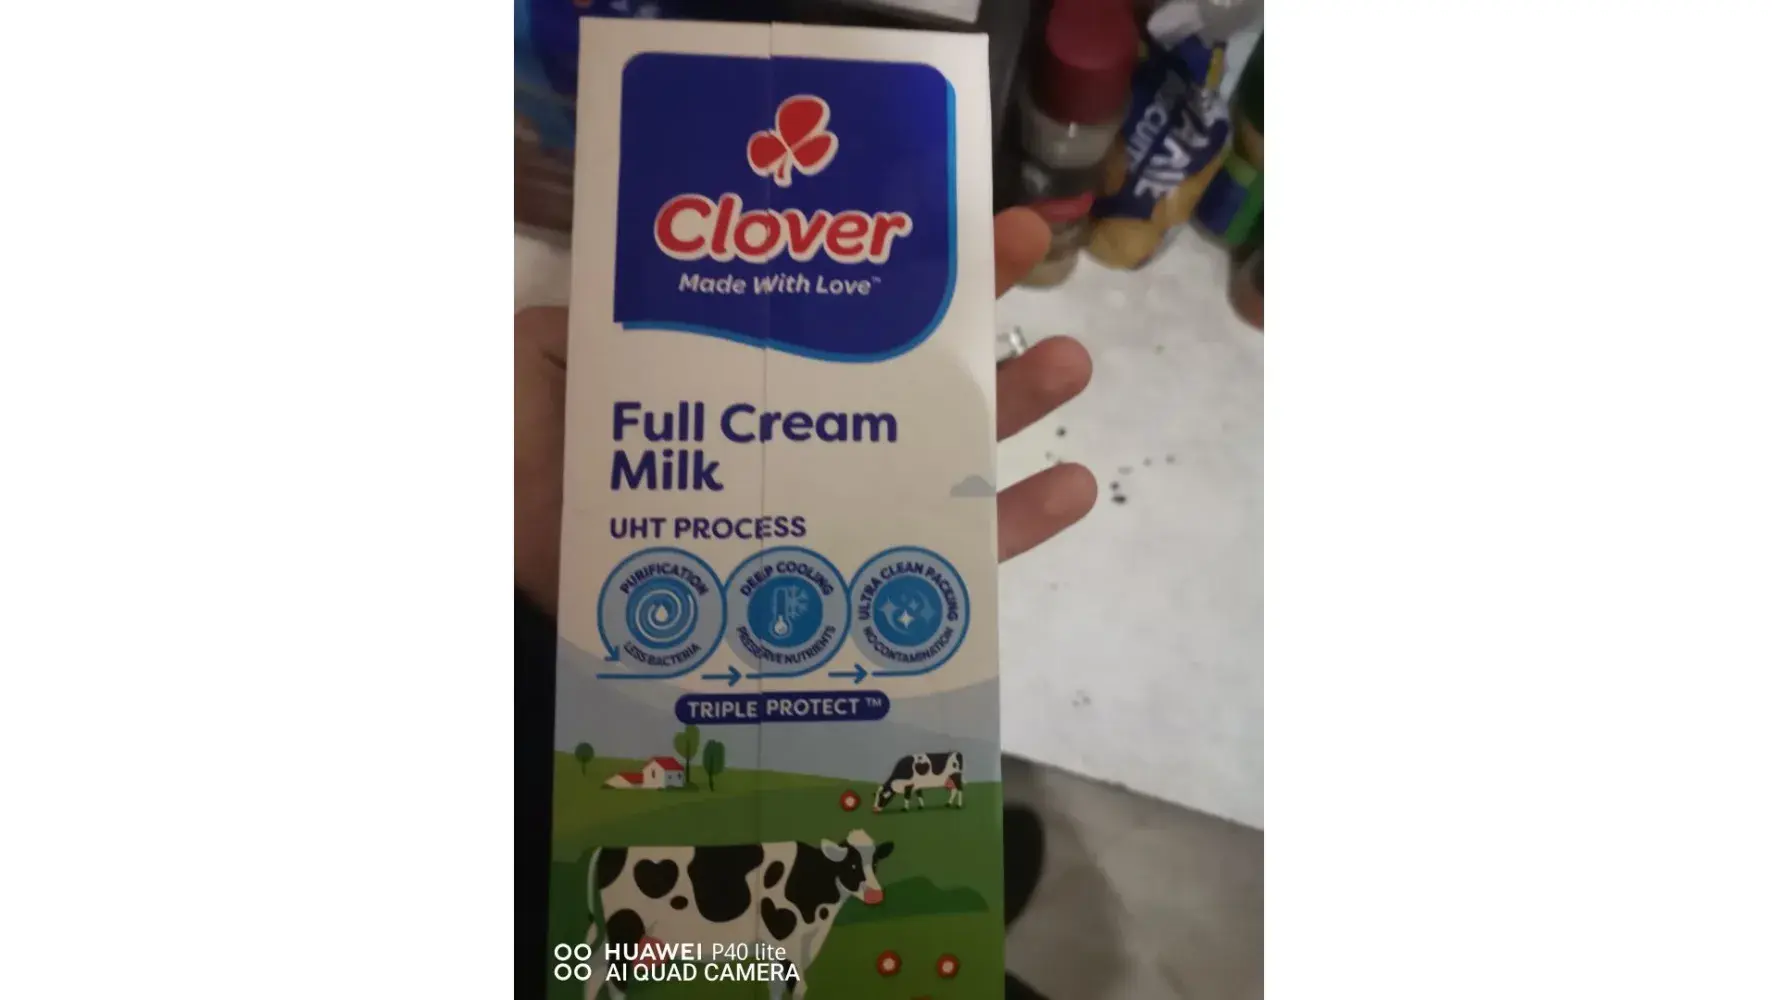 Clover
Made With Love™
Full Cream
Milk
UHT PROCESS
PURIFICATION
LESS BACTERIA
DEEP COOLING
PRESERVE NUTRIENTS
ULTRA CLEAN PACKING
NO CONTAMINATION
TRIPLE PROTECT™
HUAWEI P40 lite
AI QUAD CAMERA